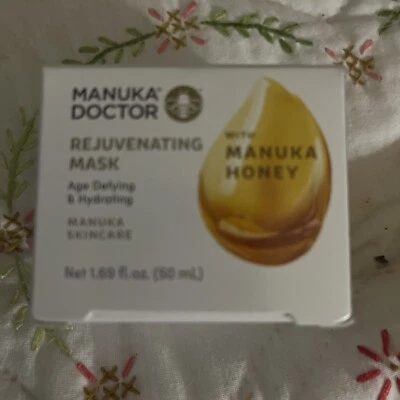 MANUKA®
DOCTOR
REJUVENATING
MASK
Age Defying
& Hydrating
MANUKA
SKINCARE
Net 1.69 fl. oz. (50 mL)
WITH
MANUKA
HONEY